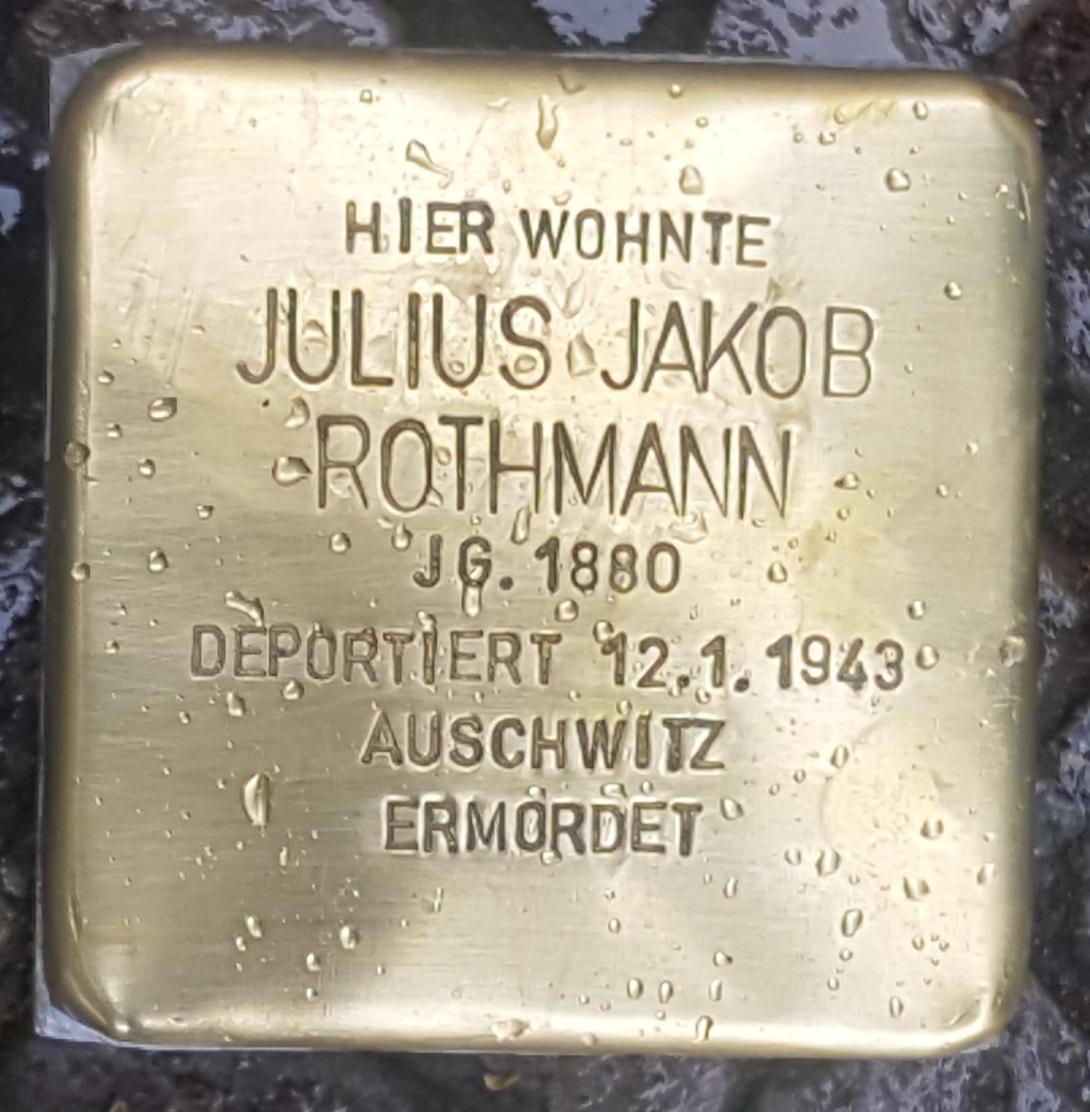 HIER WOHNTE
JULIUS JAKOB
ROTHMANN
JG. 1880
DEPORTIERT 12.1.1943
AUSCHWITZ
ERMORDET